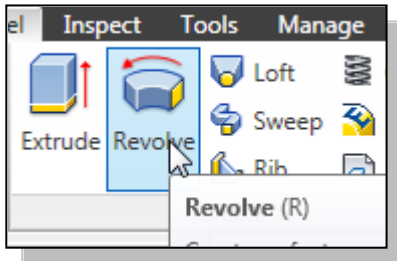 el Inspect Tools Manage
Extrude Revolve Loft
Sweep
Rib
Revolve (R)